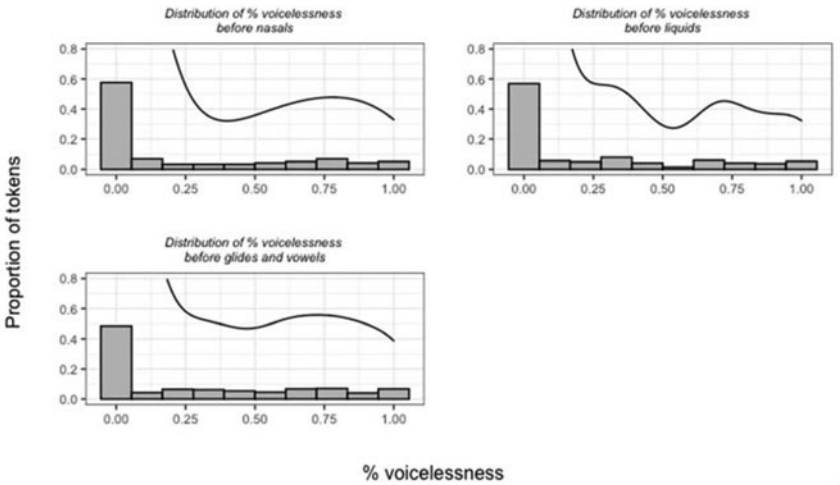 Distribution of % voicelessness
before nasals
Distribution of % voicelessness
before liquids
0.8
0.6
0.4
0.2
0.0
0.00 0.25 0.50 0.75 1.00
0.8
0.6
0.4
0.2
0.0
0.00 0.25 0.50 0.75 1.00
Proportion of tokens
Distribution of % voicelessness
before glides and vowels
0.8
0.6
0.4
0.2
0.0
0.00 0.25 0.50 0.75 1.00
% voicelessness